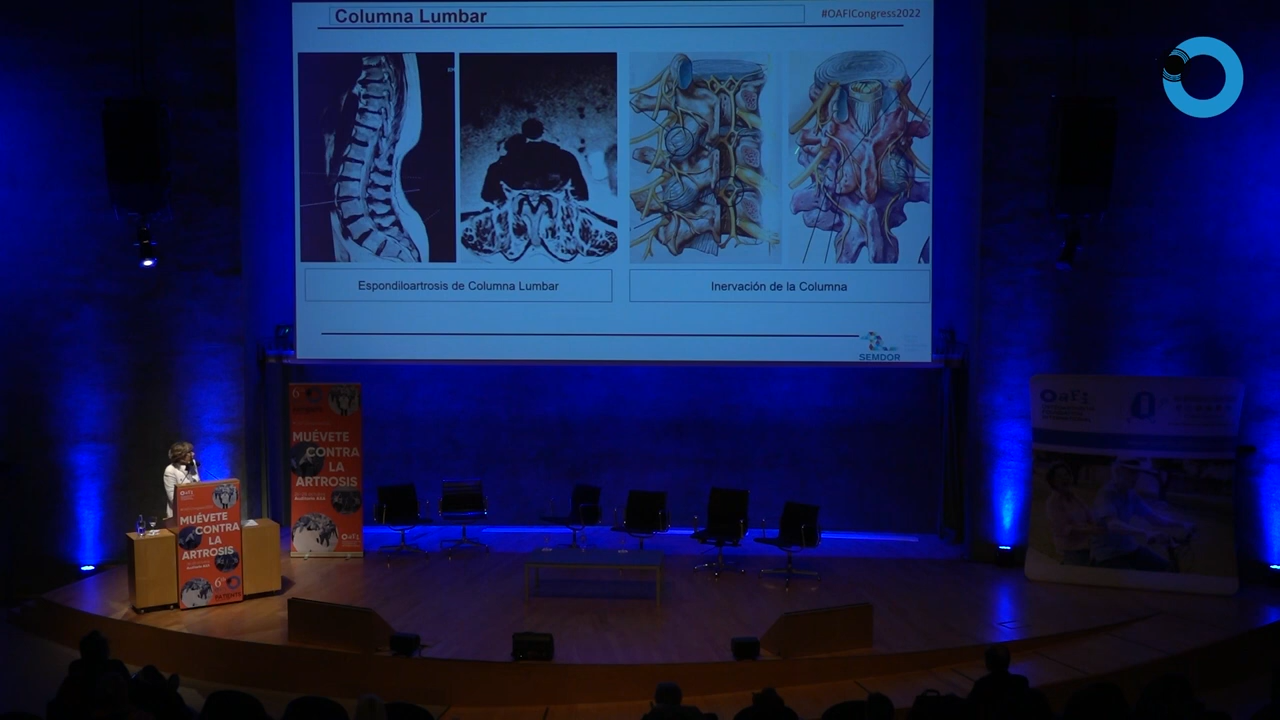 Columna Lumbar
#OAFICongress2022
Espondiloartrosis de Columna Lumbar
Inervación de la Columna
SEMDOR
MUÉVETE
CONTRA
LA
ARTROSIS
MUÉVETE
CONTRA
LA
ARTROSIS